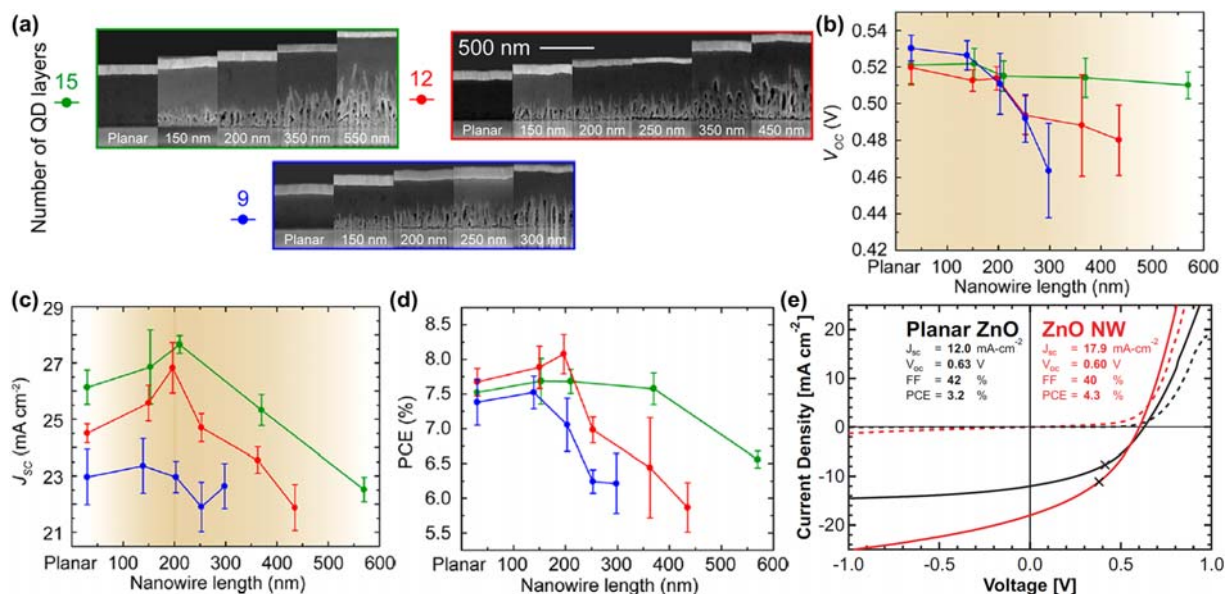 (a)
Number of QD layers
15
Planar 150 nm 200 nm 350 nm 550 nm
12
500 nm
Planar 150 nm 200 nm 250 nm 350 nm 450 nm
9
Planar 150 nm 200 nm 250 nm 300 nm
(b)
V_OC (V)
0.54
0.52
0.50
0.48
0.46
0.44
0.42
Planar 100 200 300 400 500 600
Nanowire length (nm)
(c)
J_SC (mA cm⁻²)
29
27
25
23
21
Planar 100 200 300 400 500 600
Nanowire length (nm)
(d)
PCE (%)
8.5
8.0
7.5
7.0
6.5
6.0
5.5
Planar 100 200 300 400 500 600
Nanowire length (nm)
(e)
Current Density [mA cm⁻²]
20
10
0
-10
-20
Planar ZnO
J_sc = 12.0 mA-cm⁻²
V_oc = 0.63 V
FF = 42 %
PCE = 3.2 %
ZnO NW
J_sc = 17.9 mA-cm⁻²
V_oc = 0.60 V
FF = 40 %
PCE = 4.3 %
-1.0 -0.5 0.0 0.5 1.0
Voltage [V]